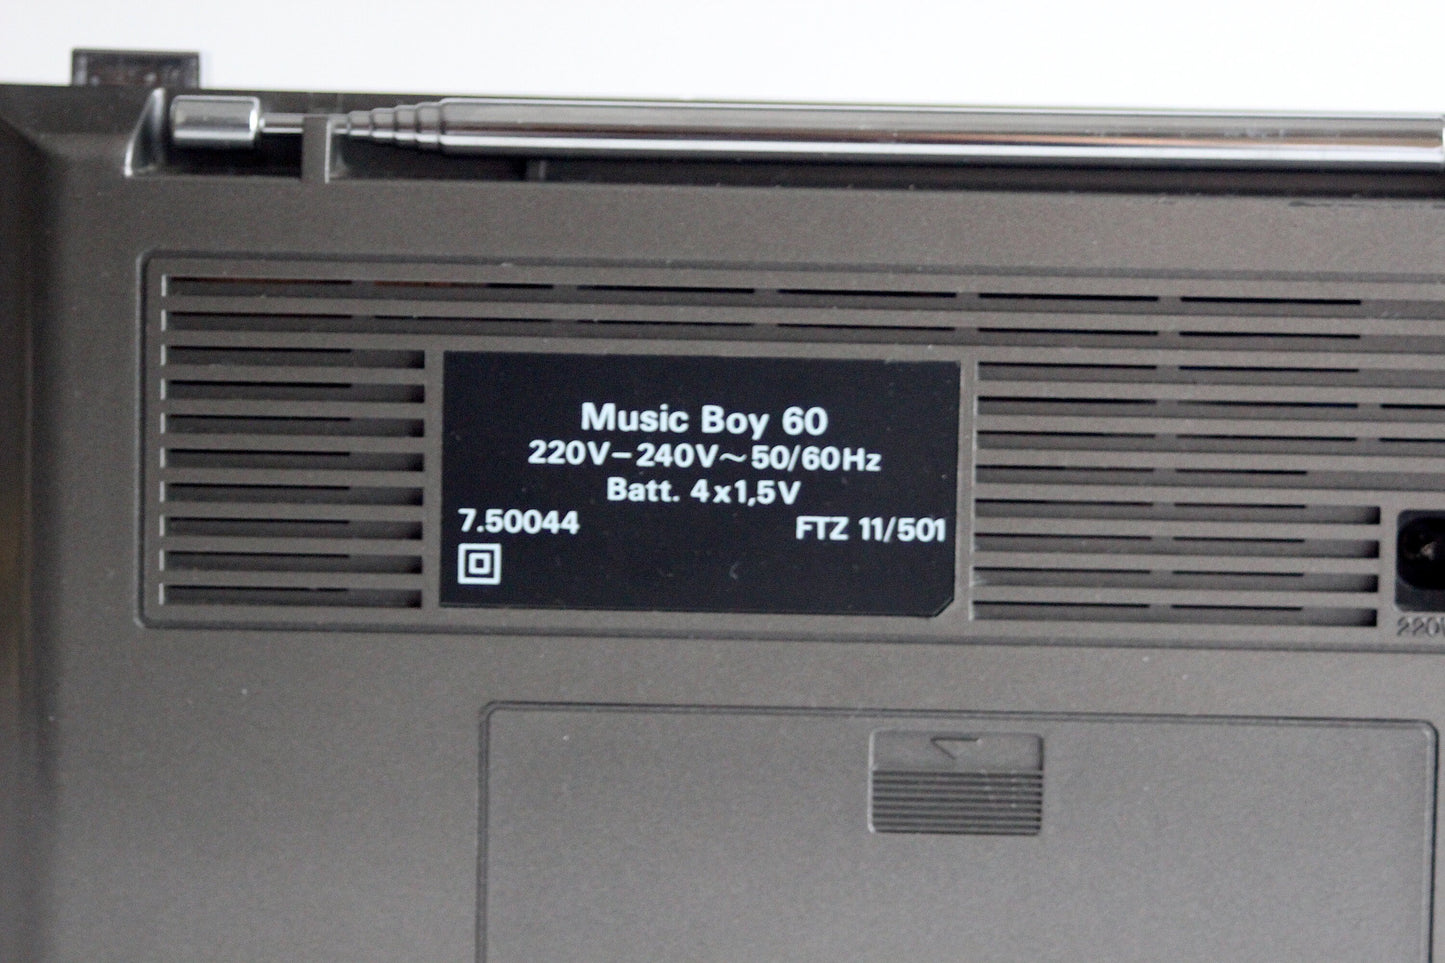 Music Boy 60
220V–240V~50/60Hz
Batt. 4x1,5V
7.50044
FTZ 11/501